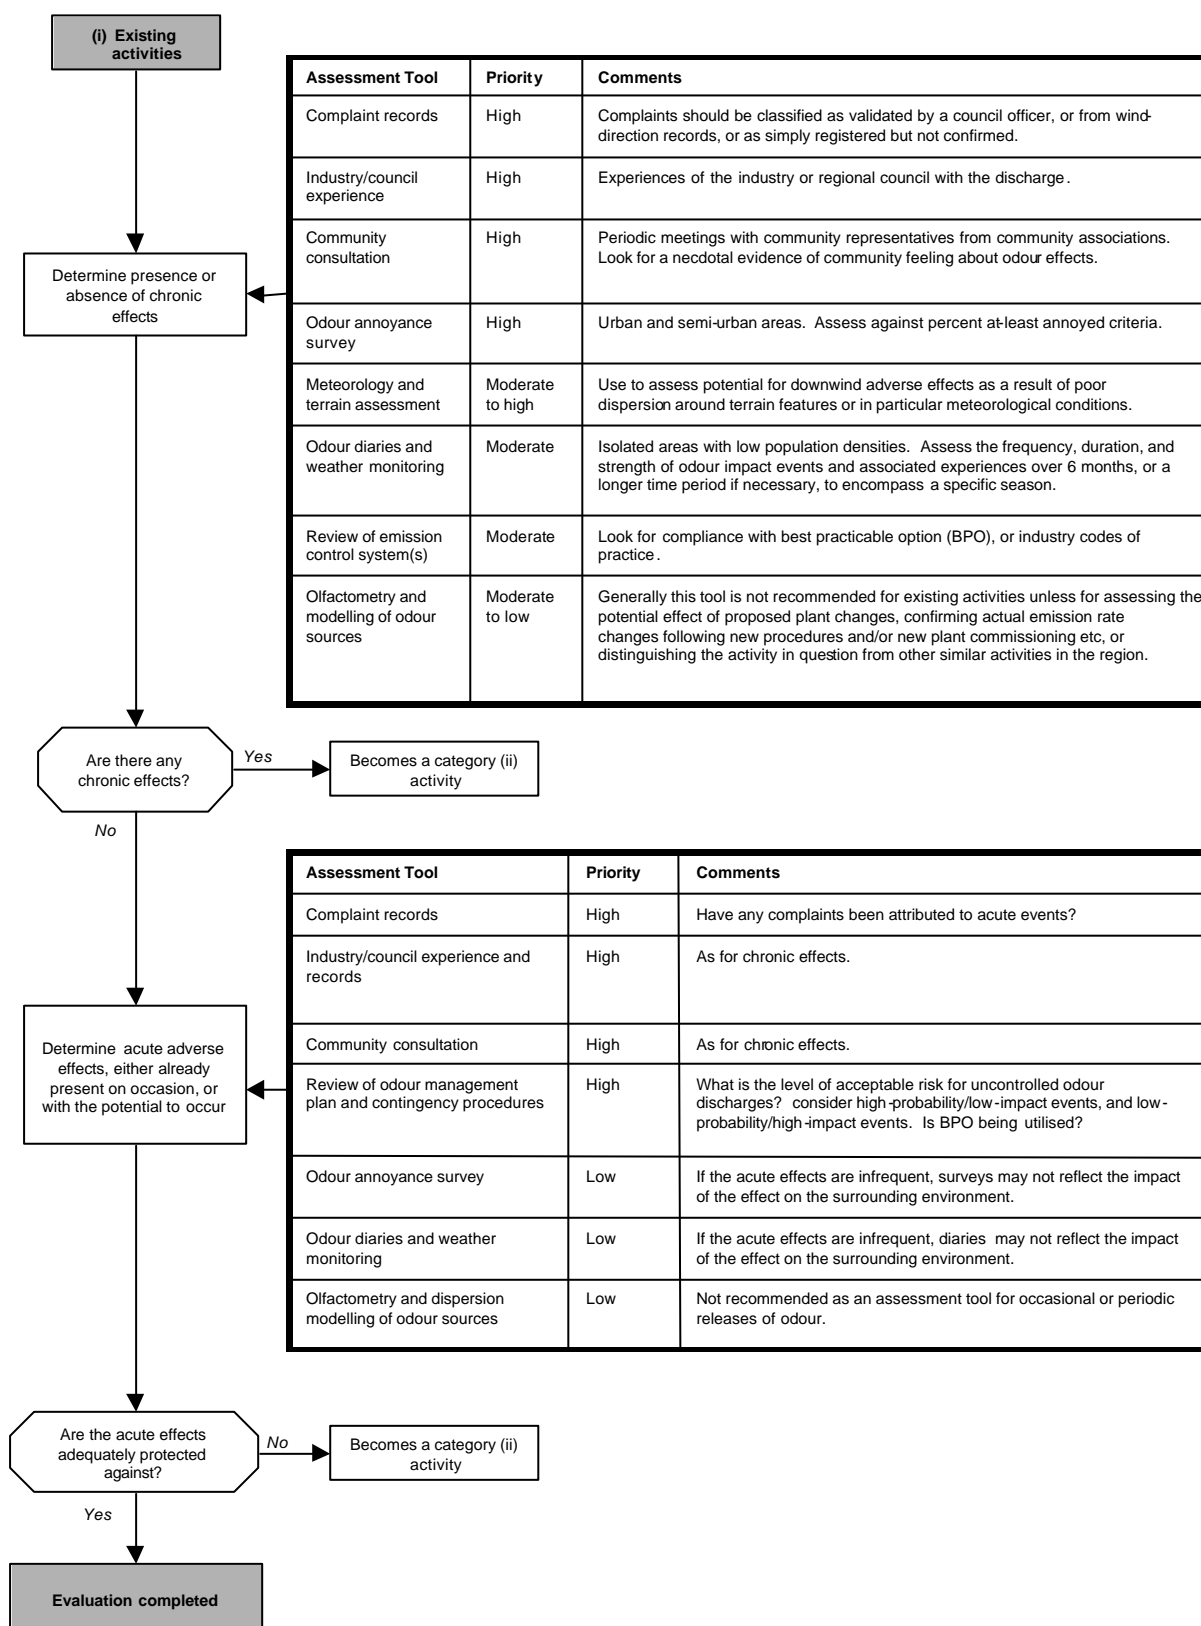 (i) Existing
activities
Assessment Tool Priority Comments
Complaint records High Complaints should be classified as validated by a council officer, or from wind-
direction records, or as simply registered but not confirmed.
Industry/council High Experiences of the industry or regional council with the discharge.
experience
Community High Periodic meetings with community representatives from community associations.
consultation Look for a necdotal evidence of community feeling about odour effects.
Determine presence or
absence of chronic
effects
Odour annoyance High Urban and semi-urban areas. Assess against percent at-least annoyed criteria.
survey
Meteorology and Moderate Use to assess potential for downwind adverse effects as a result of poor
terrain assessment to high dispersion around terrain features or in particular meteorological conditions.
Odour diaries and Moderate Isolated areas with low population densities. Assess the frequency, duration, and
weather monitoring strength of odour impact events and associated experiences over 6 months, or a
longer time period if necessary, to encompass a specific season.
Review of emission Moderate Look for compliance with best practicable option (BPO), or industry codes of
control system(s) practice.
Olfactometry and Moderate Generally this tool is not recommended for existing activities unless for assessing the
modelling of odour to low potential effect of proposed plant changes, confirming actual emission rate
sources changes following new procedures and/or new plant commissioning etc, or
distinguishing the activity in question from other similar activities in the region.
Are there any
chronic effects?
Yes
Becomes a category (ii)
activity
No
Assessment Tool Priority Comments
Complaint records High Have any complaints been attributed to acute events?
Industry/council experience and High As for chronic effects.
records
Community consultation High As for chronic effects.
Determine acute adverse
effects, either already
present on occasion, or
with the potential to occur
Review of odour management High What is the level of acceptable risk for uncontrolled odour
plan and contingency procedures discharges? consider high-probability/low-impact events, and low-
probability/high-impact events. Is BPO being utilised?
Odour annoyance survey Low If the acute effects are infrequent, surveys may not reflect the impact
of the effect on the surrounding environment.
Odour diaries and weather Low If the acute effects are infrequent, diaries may not reflect the impact
monitoring of the effect on the surrounding environment.
Olfactometry and dispersion Low Not recommended as an assessment tool for occasional or periodic
modelling of odour sources releases of odour.
Are the acute effects
adequately protected
against?
No
Becomes a category (ii)
activity
Yes
Evaluation completed